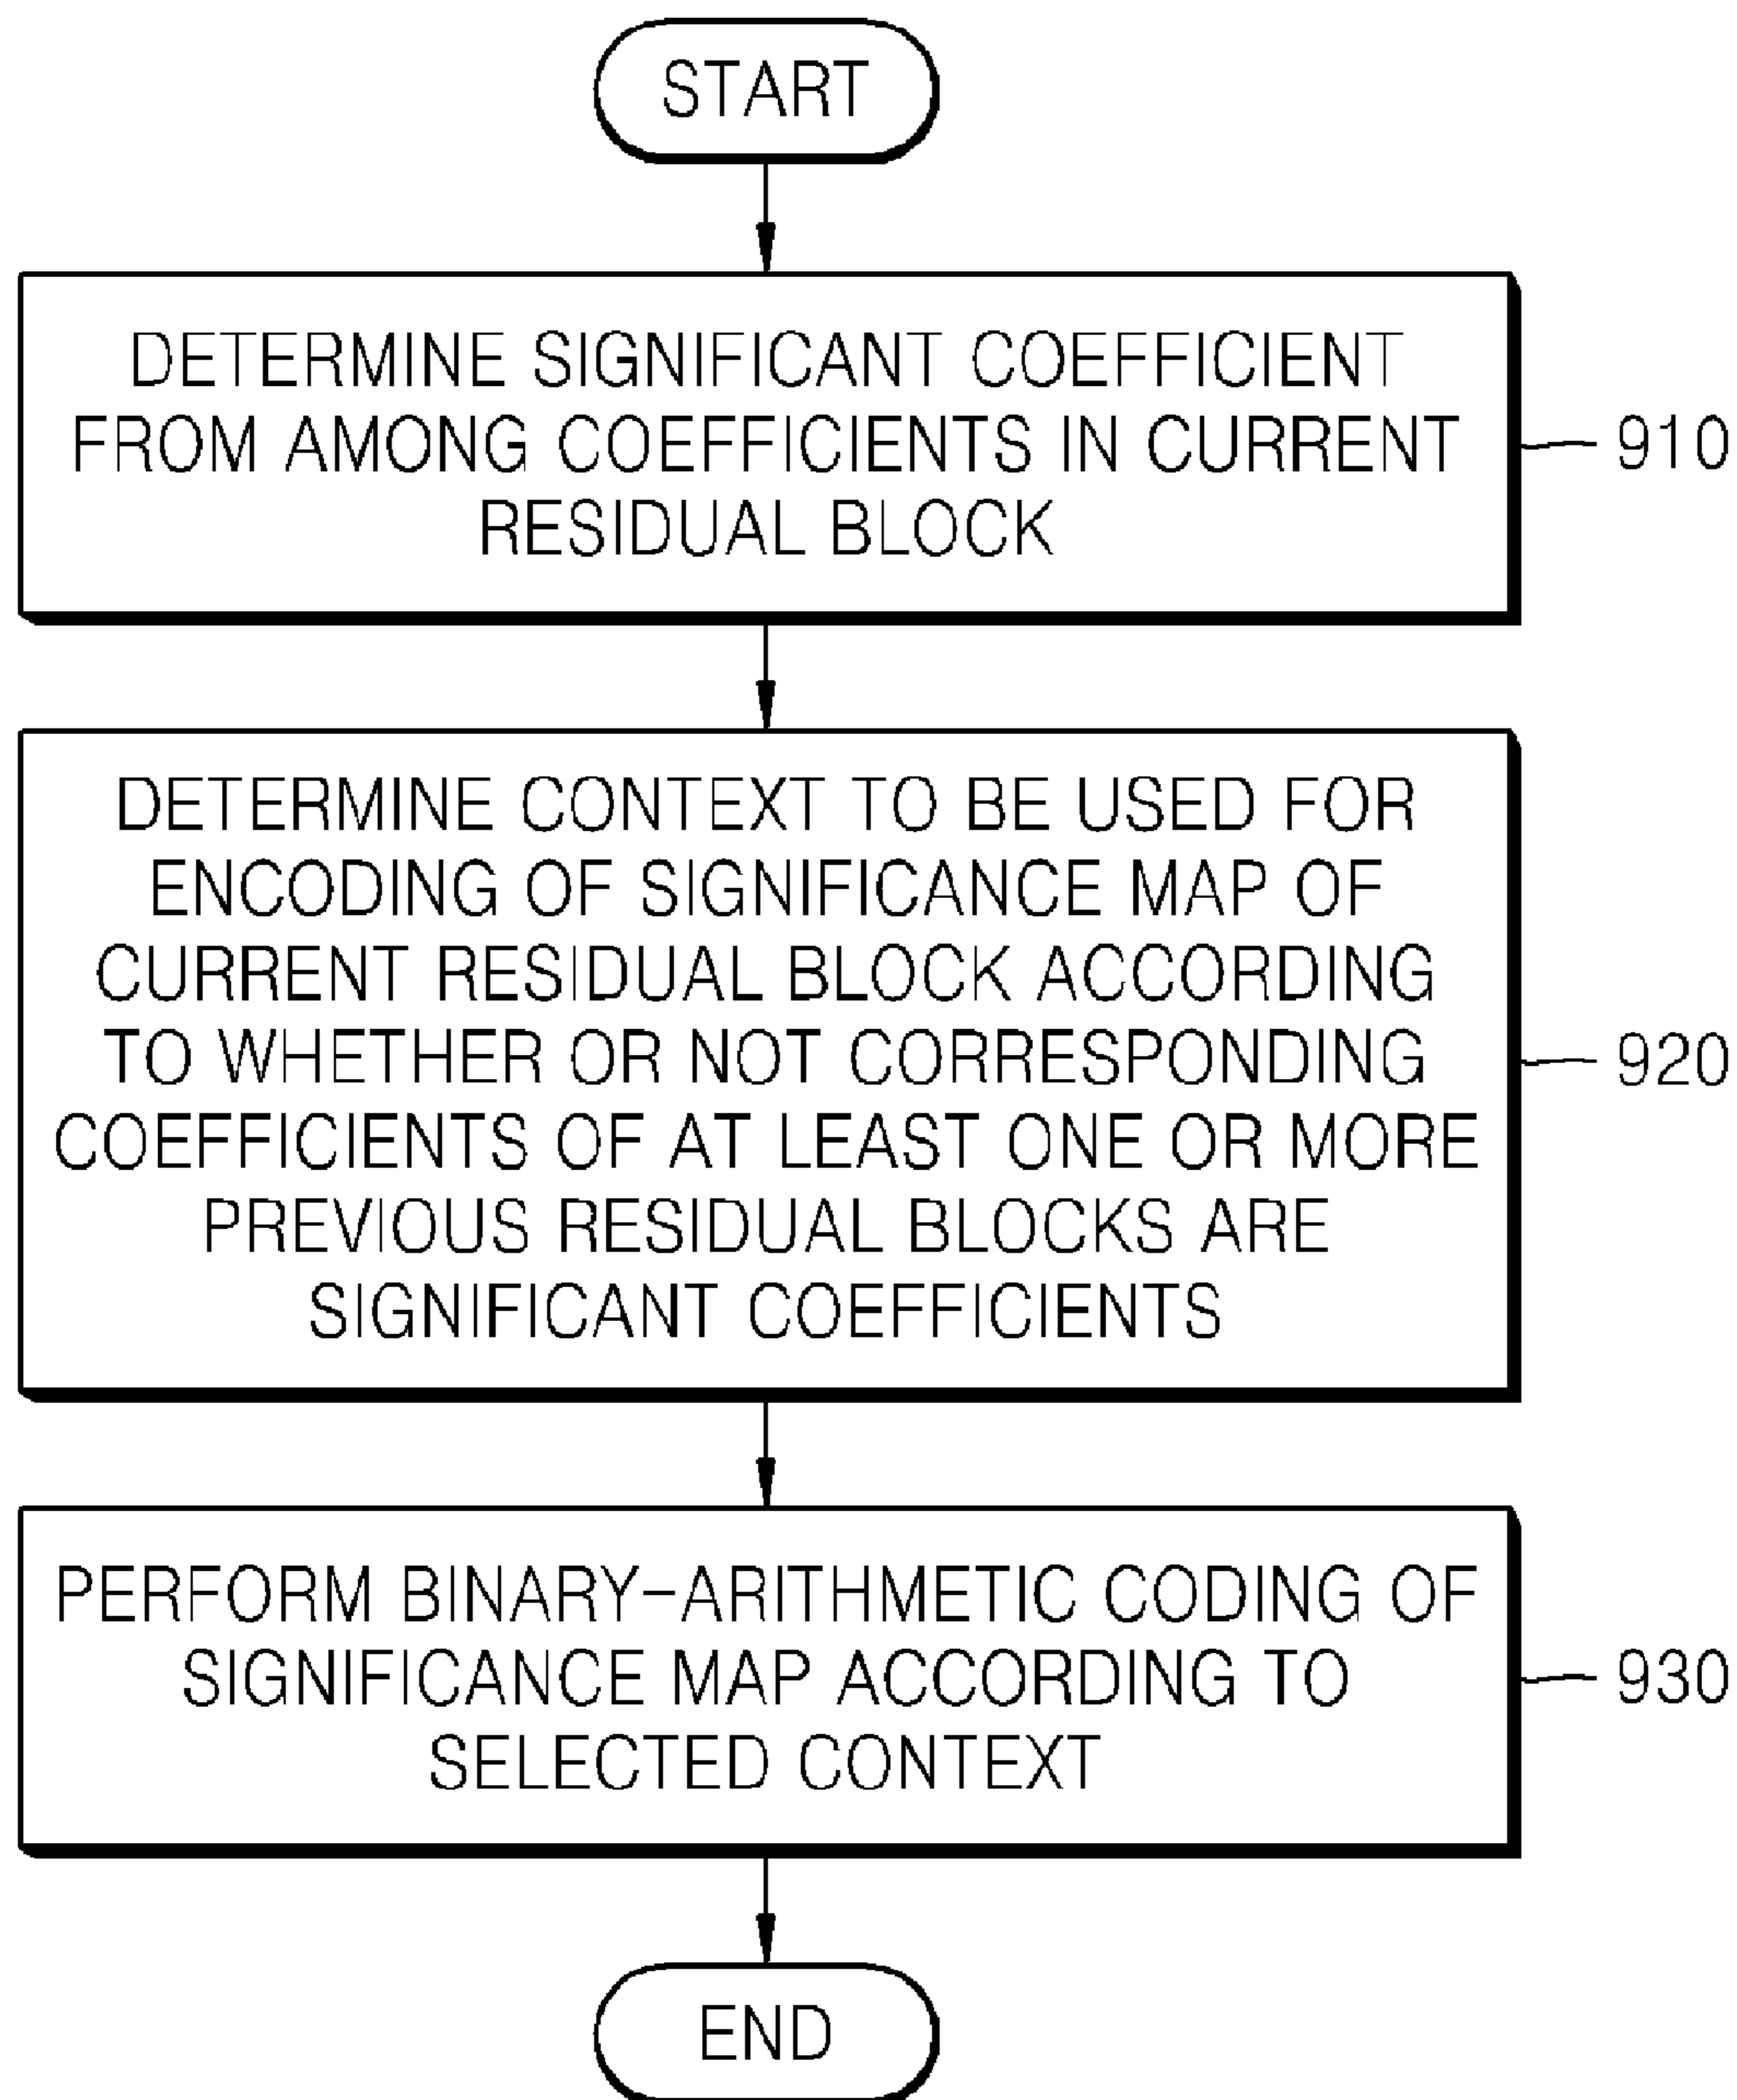 START
DETERMINE SIGNIFICANT COEFFICIENT
FROM AMONG COEFFICIENTS IN CURRENT
RESIDUAL BLOCK
910
DETERMINE CONTEXT TO BE USED FOR
ENCODING OF SIGNIFICANCE MAP OF
CURRENT RESIDUAL BLOCK ACCORDING
TO WHETHER OR NOT CORRESPONDING
COEFFICIENTS OF AT LEAST ONE OR MORE
PREVIOUS RESIDUAL BLOCKS ARE
SIGNIFICANT COEFFICIENTS
920
PERFORM BINARY-ARITHMETIC CODING OF
SIGNIFICANCE MAP ACCORDING TO
SELECTED CONTEXT
930
END